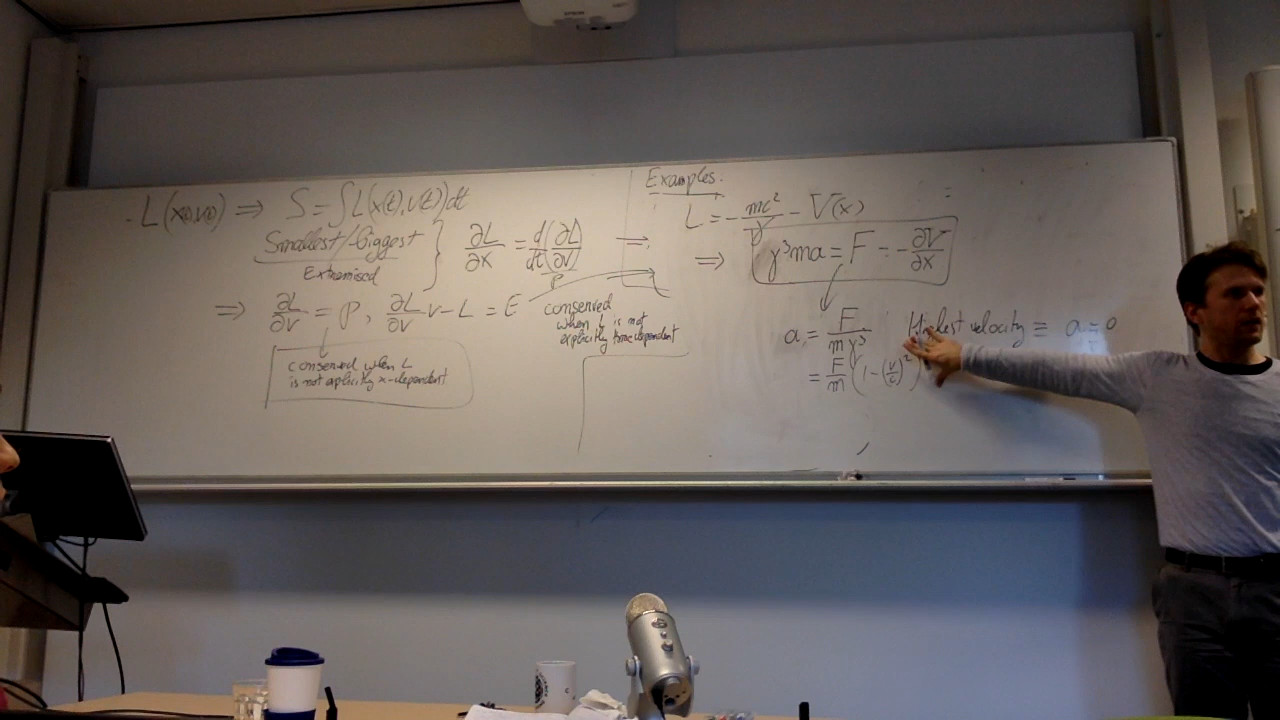 L(x(t),v(t)) ⇒ S = ∫L(x(t),v(t))dt
Smallest/biggest
Extremised
} ∂L/∂x = d/dt(∂L/∂v) ⇒
P
⇒ ∂L/∂v = P, ∂L/∂v v - L = E conserved
when L is not
explicitly time dependent
conserved when L
is not aplicitly x-dependent
Examples:
L = - mc²/γ - V(x)
⇒ γ³ma = F = - ∂V/∂x
a = F/mγ³ Highest velocity ≡ a = 0
= F/m (1-(v/c)²)